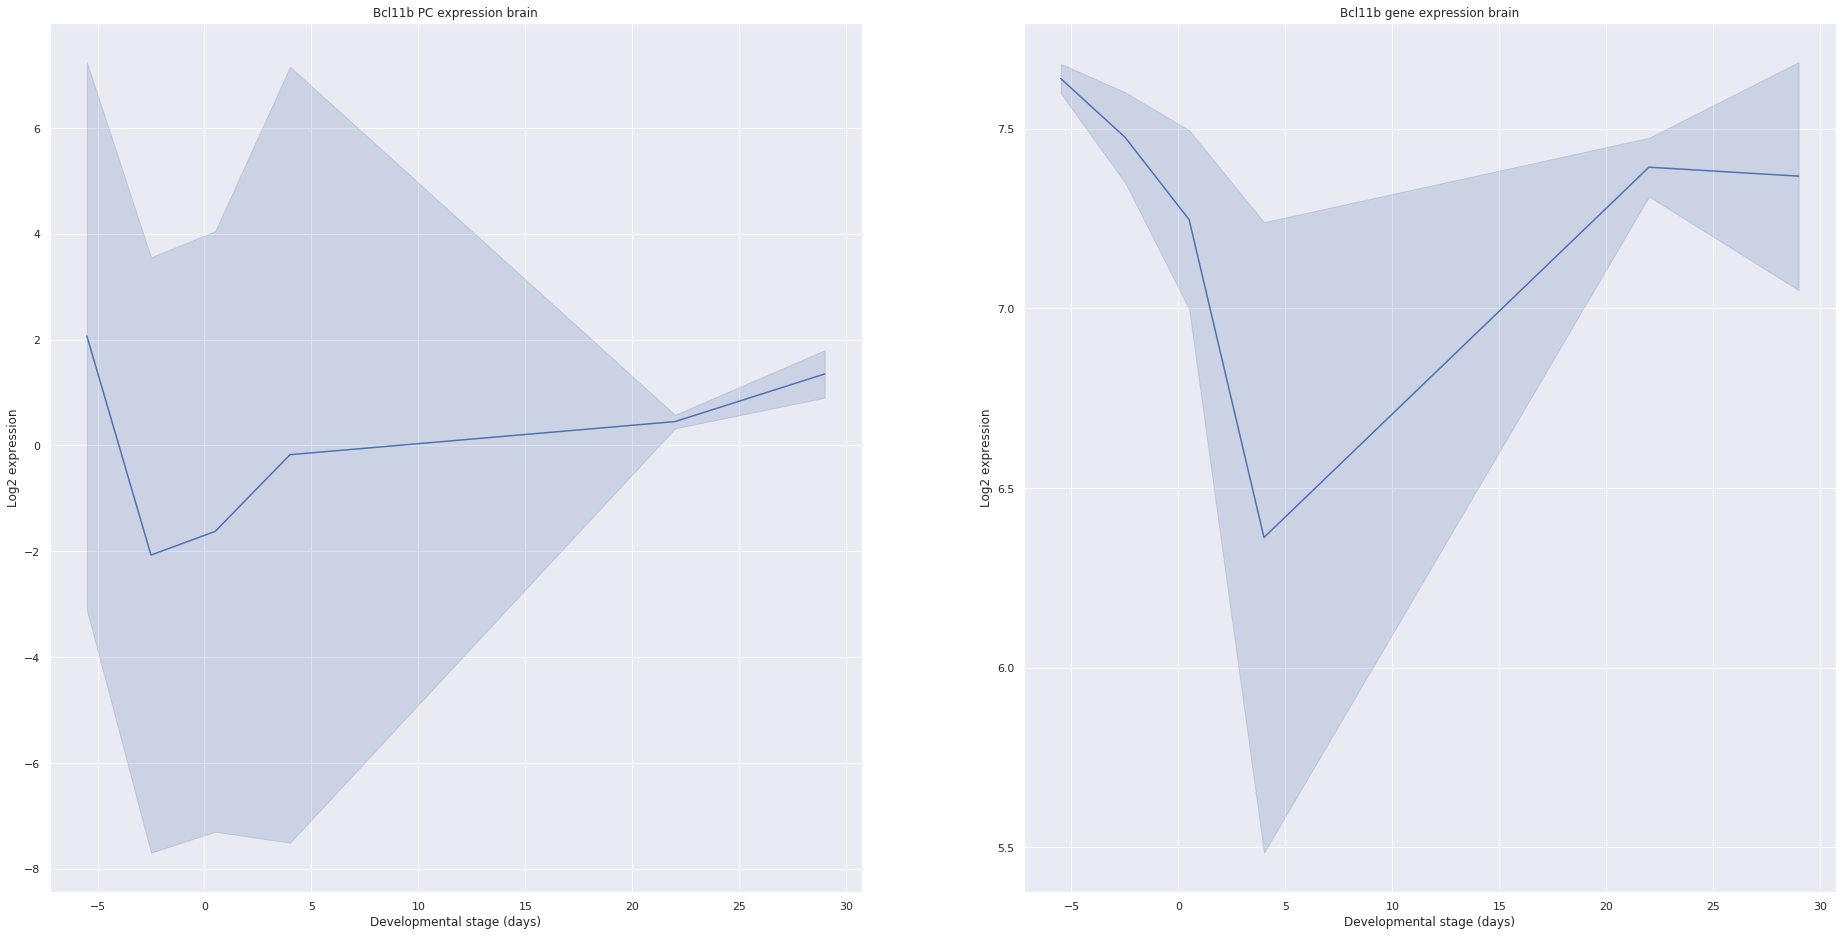 Bcl11b PC expression brain
Log2 expression
6
4
2
0
−2
−4
−6
−8
−5 0 5 10 15 20 25 30
Developmental stage (days)
Bcl11b gene expression brain
Log2 expression
7.5
7.0
6.5
6.0
5.5
−5 0 5 10 15 20 25 30
Developmental stage (days)